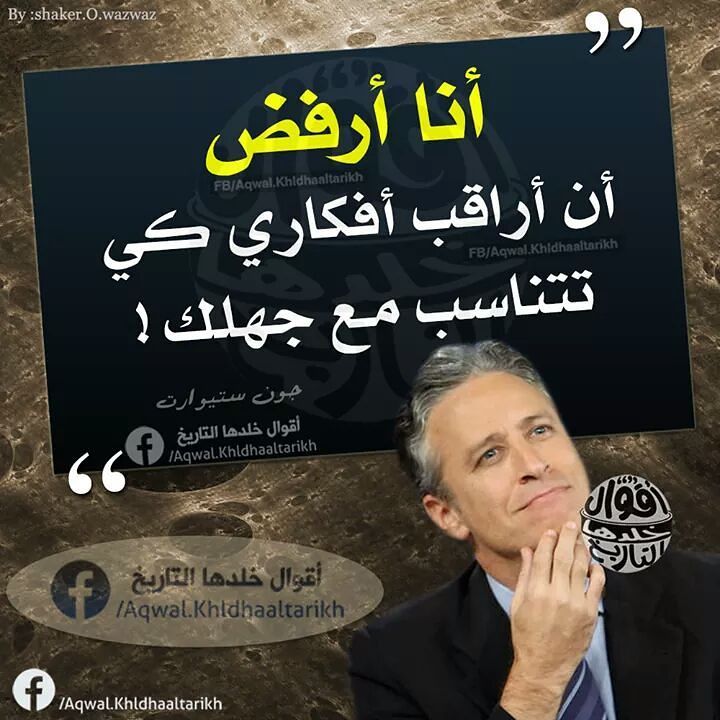 By :shaker.O.wazwaz
”
أنا أرفض
FB/Aqwal.Khldhaaltarikh
أن أراقب أفكاري كي
FB/Aqwal.Khldhaaltarikh
تتناسب مع جهلك !
جون ستيوارت
أقوال خلدها التاريخ
/Aqwal.Khldhaaltarikh
“
أقوال
خلدها
التاريخ
أقوال خلدها التاريخ
/Aqwal.Khldhaaltarikh
/Aqwal.Khldhaaltarikh